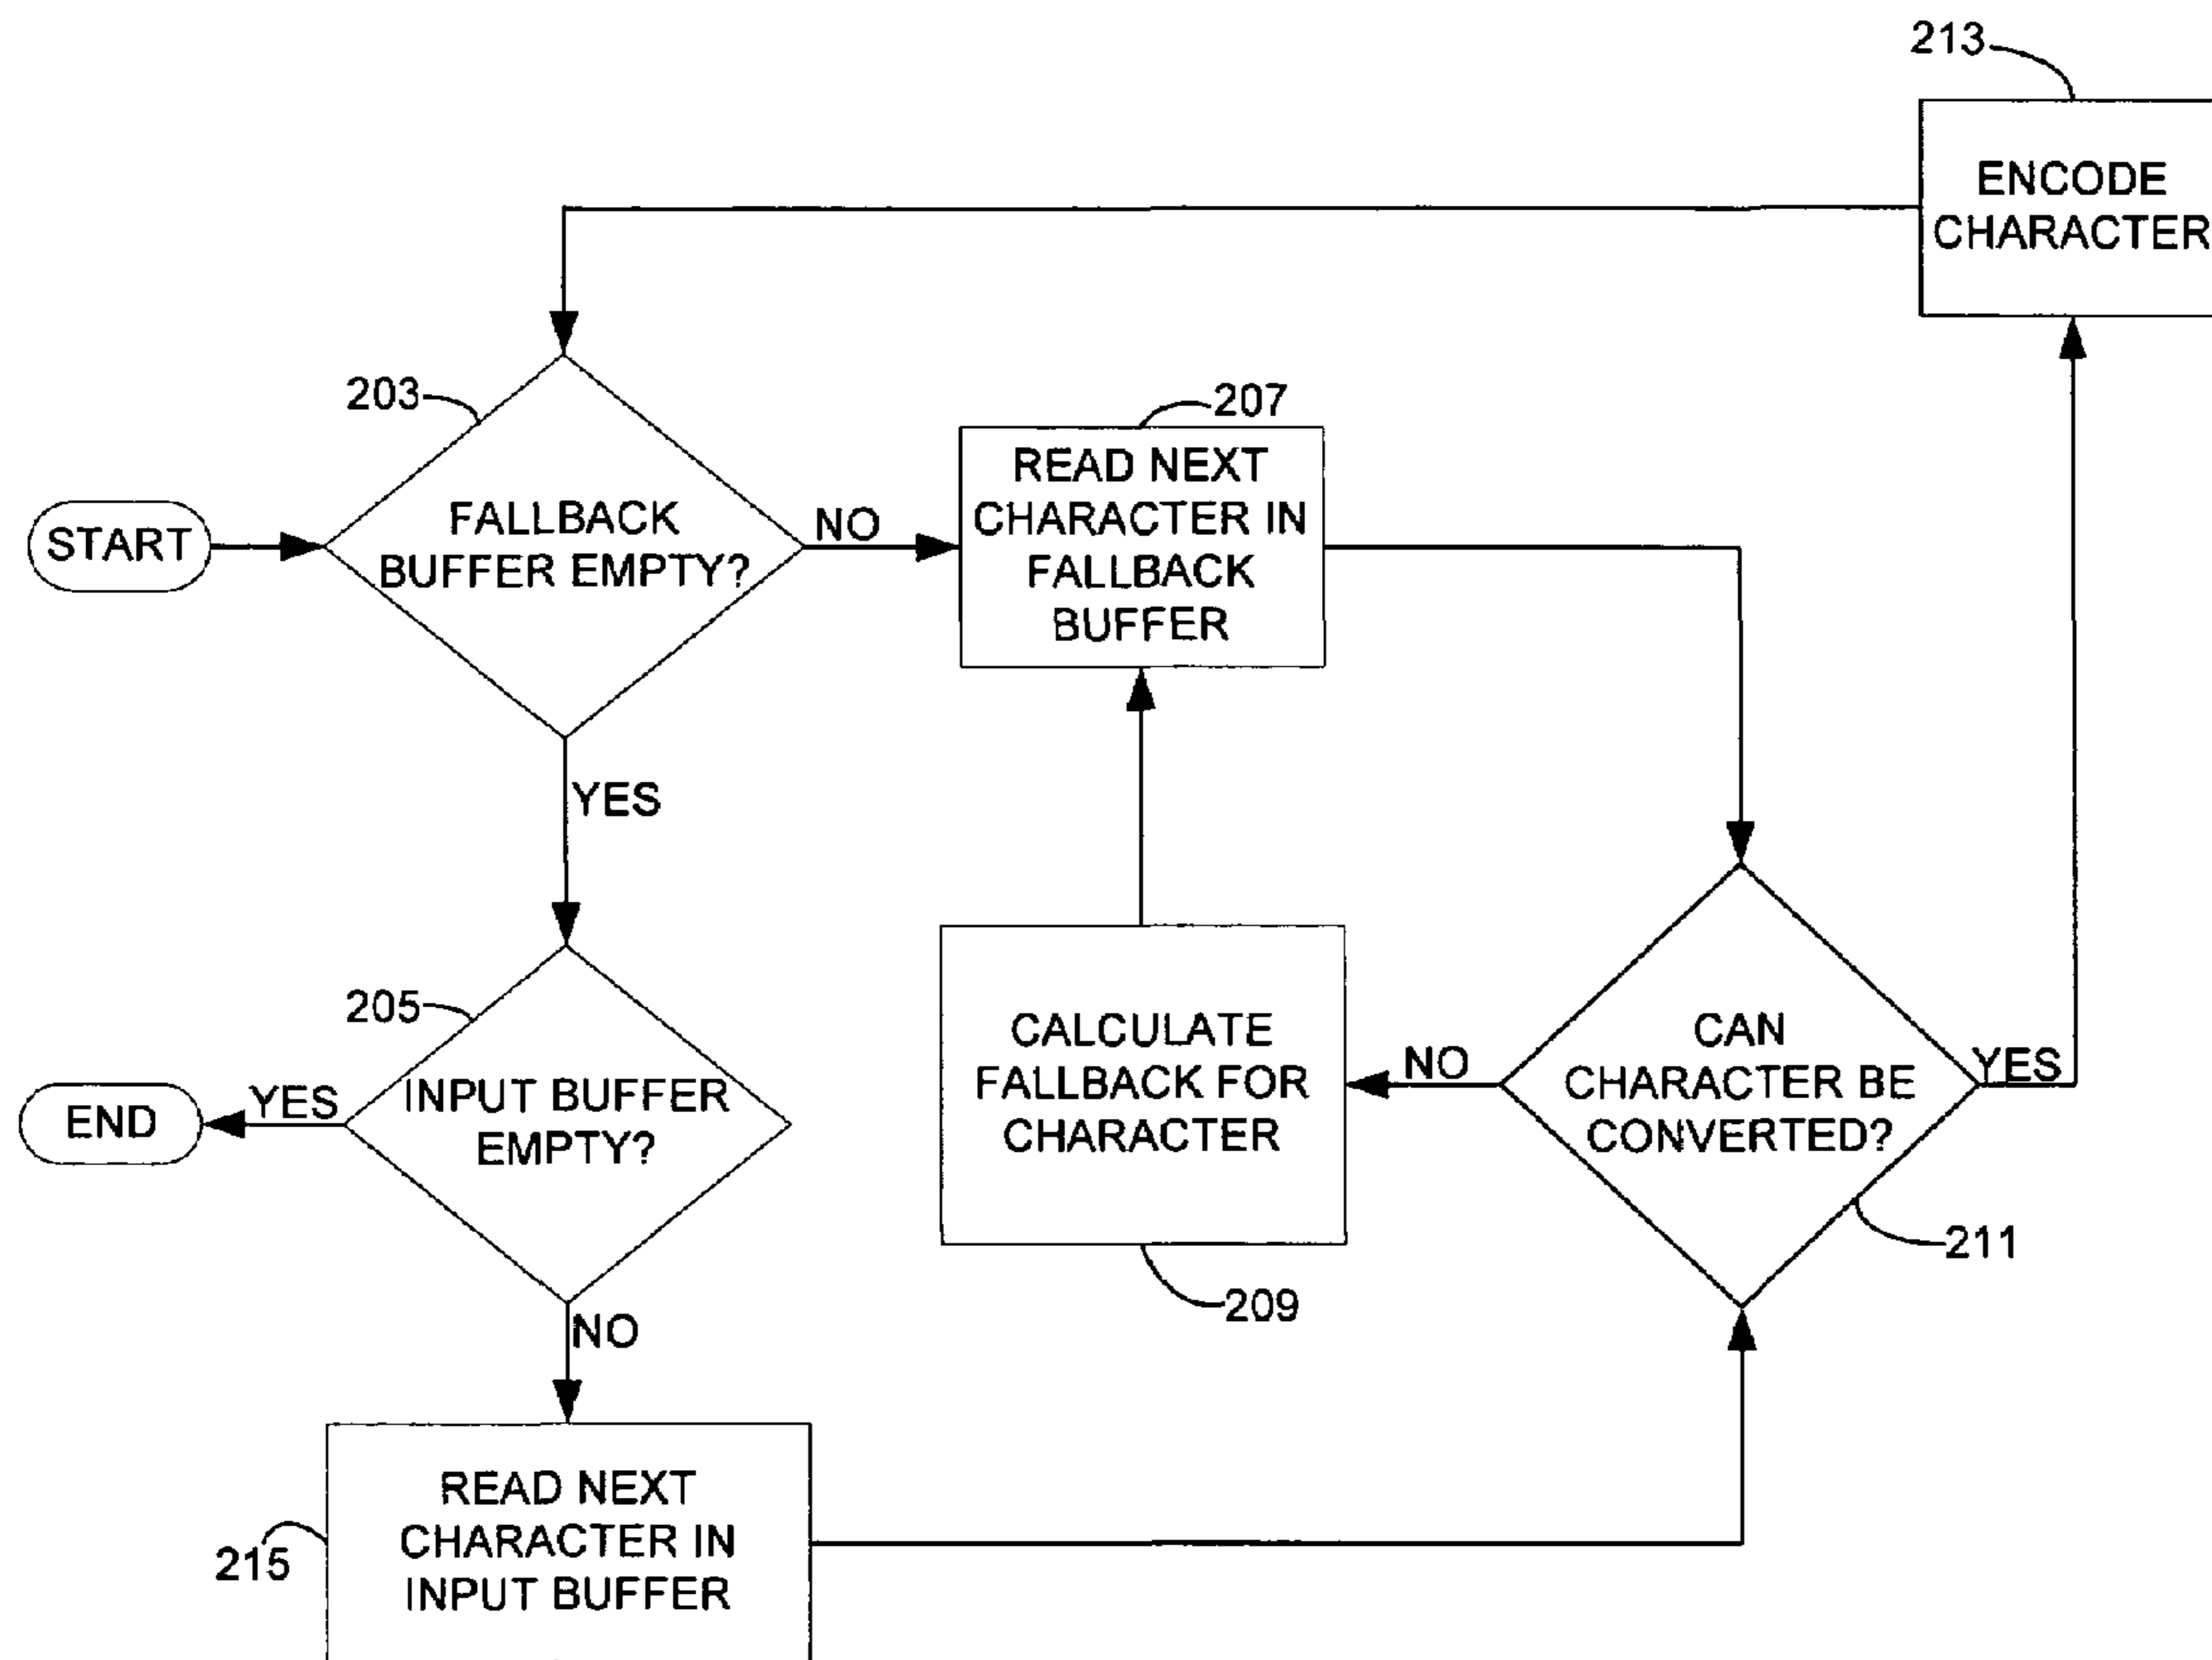 213
ENCODE
CHARACTER
203
207
START
FALLBACK
BUFFER EMPTY?
NO
READ NEXT
CHARACTER IN
FALLBACK
BUFFER
YES
205
INPUT BUFFER
EMPTY?
YES
END
NO
CALCULATE
FALLBACK FOR
CHARACTER
209
NO
CAN
CHARACTER BE
CONVERTED?
YES
211
215
READ NEXT
CHARACTER IN
INPUT BUFFER